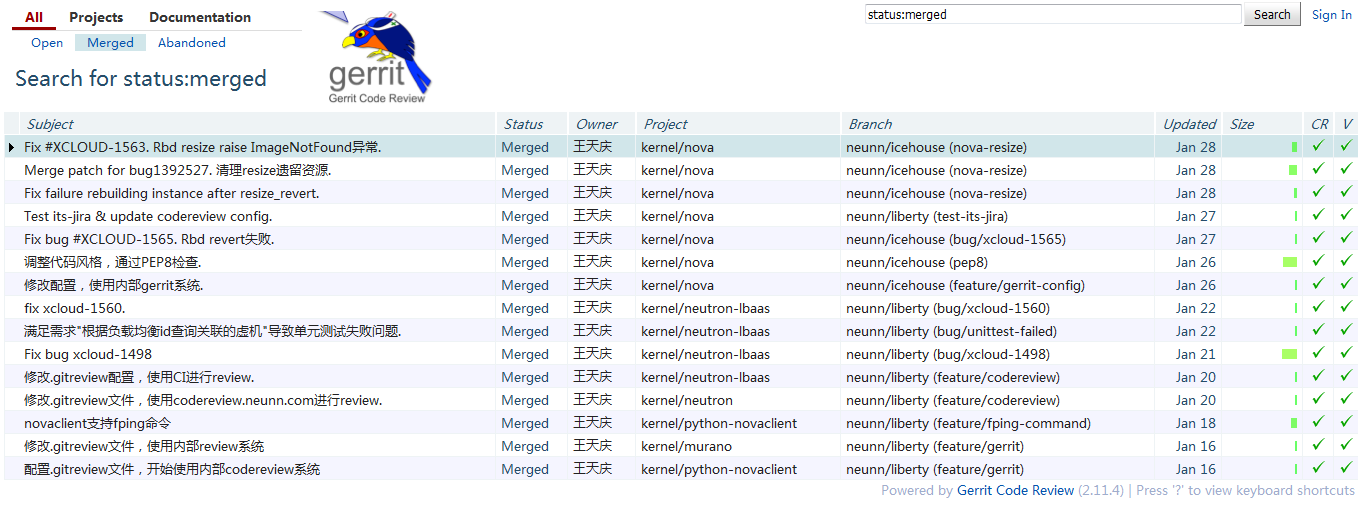 All Projects Documentation status:merged Search Sign In
Open Merged Abandoned
Search for status:merged
gerrit
Gerrit Code Review
Subject Status Owner Project Branch Updated Size CR V
Fix #XCLOUD-1563. Rbd resize raise ImageNotFound异常. Merged 王天庆 kernel/nova neunn/icehouse (nova-resize) Jan 28
Merge patch for bug1392527. 清理resize遗留资源. Merged 王天庆 kernel/nova neunn/icehouse (nova-resize) Jan 28
Fix failure rebuilding instance after resize_revert. Merged 王天庆 kernel/nova neunn/icehouse (nova-resize) Jan 28
Test its-jira & update codereview config. Merged 王天庆 kernel/nova neunn/liberty (test-its-jira) Jan 27
Fix bug #XCLOUD-1565. Rbd revert失败. Merged 王天庆 kernel/nova neunn/icehouse (bug/xcloud-1565) Jan 27
调整代码风格，通过PEP8检查. Merged 王天庆 kernel/nova neunn/icehouse (pep8) Jan 26
修改配置，使用内部gerrit系统. Merged 王天庆 kernel/nova neunn/icehouse (feature/gerrit-config) Jan 26
fix xcloud-1560. Merged 王天庆 kernel/neutron-lbaas neunn/liberty (bug/xcloud-1560) Jan 22
满足需求"根据负载均衡id查询关联的虚机"导致单元测试失败问题. Merged 王天庆 kernel/neutron-lbaas neunn/liberty (bug/unittest-failed) Jan 22
Fix bug xcloud-1498 Merged 王天庆 kernel/neutron-lbaas neunn/liberty (bug/xcloud-1498) Jan 21
修改.gitreview配置，使用CI进行review. Merged 王天庆 kernel/neutron-lbaas neunn/liberty (feature/codereview) Jan 20
修改.gitreview文件，使用codereview.neunn.com进行review. Merged 王天庆 kernel/neutron neunn/liberty (feature/codereview) Jan 20
novaclient支持fping命令 Merged 王天庆 kernel/python-novaclient neunn/liberty (feature/fping-command) Jan 18
修改.gitreview文件，使用内部review系统 Merged 王天庆 kernel/murano neunn/liberty (feature/gerrit) Jan 16
配置.gitreview文件，开始使用内部codereview系统 Merged 王天庆 kernel/python-novaclient neunn/liberty (feature/gerrit) Jan 16
Powered by Gerrit Code Review (2.11.4) | Press '?' to view keyboard shortcuts